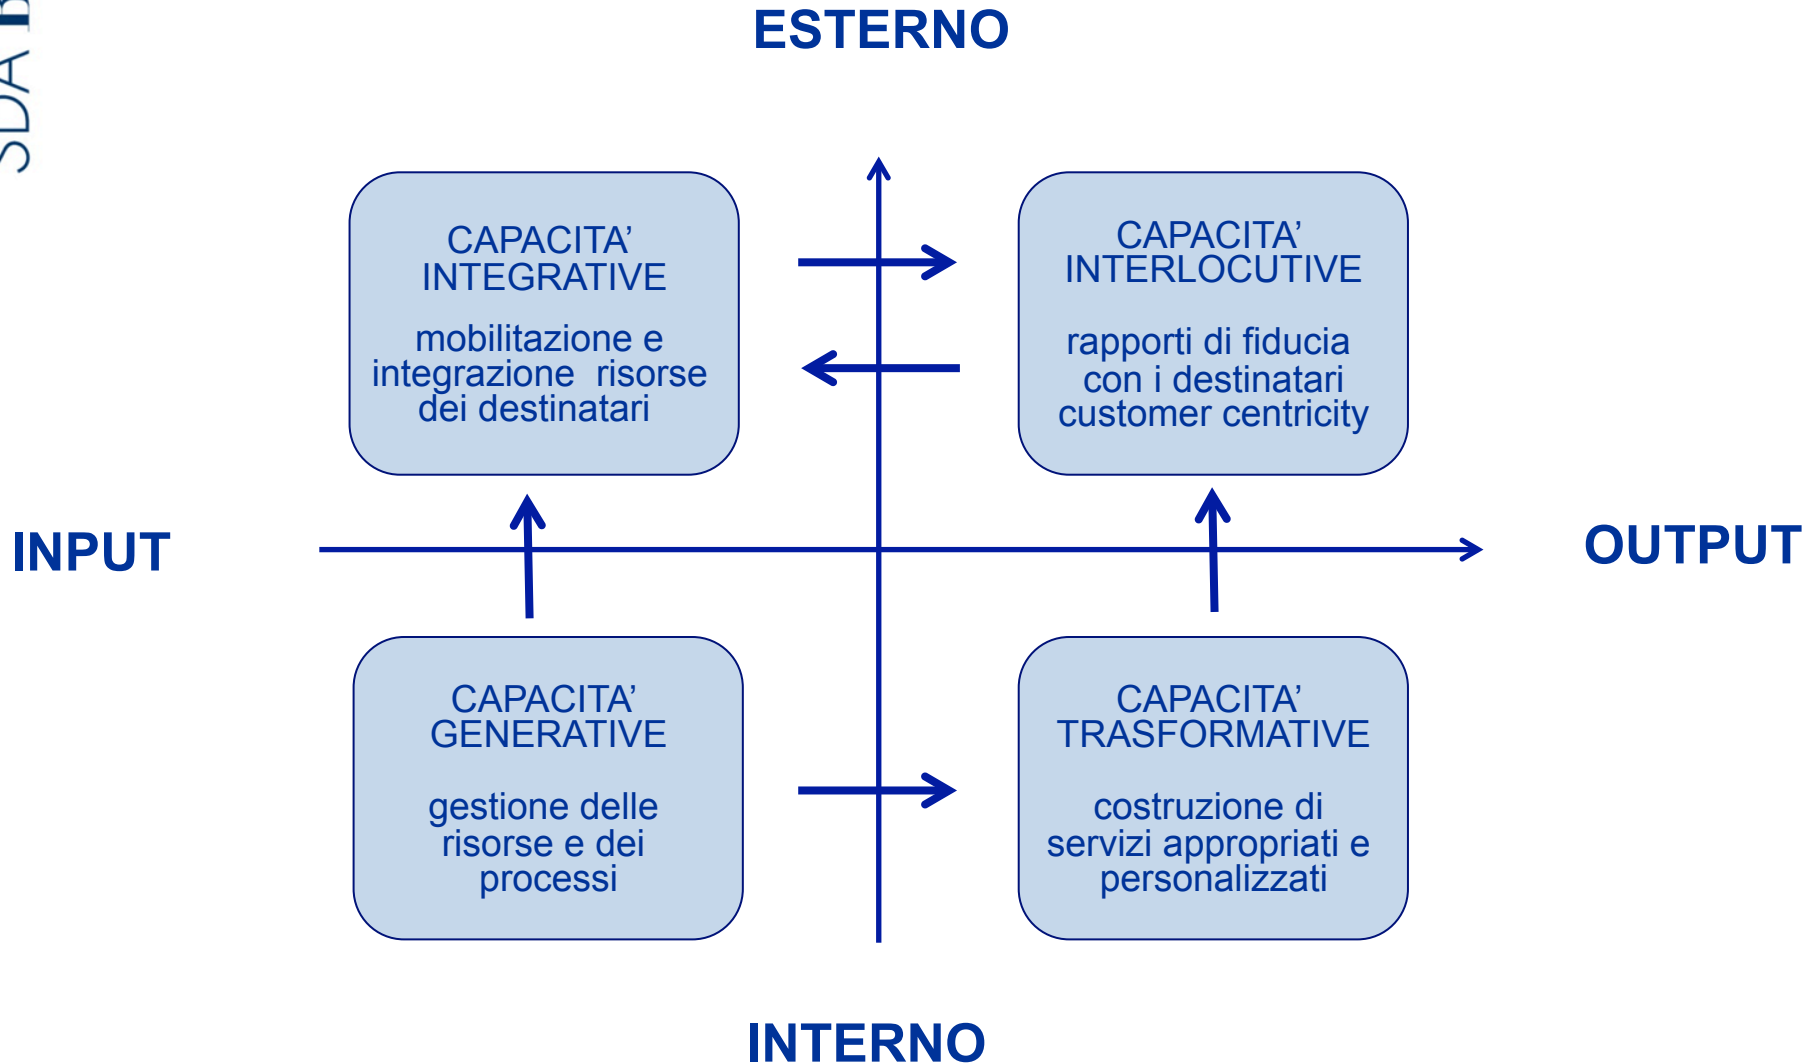 SDA
ESTERNO
CAPACITA’
INTEGRATIVE
mobilitazione e
integrazione risorse
dei destinatari
CAPACITA’
INTERLOCUTIVE
rapporti di fiducia
con i destinatari
customer centricity
INPUT
OUTPUT
CAPACITA’
GENERATIVE
gestione delle
risorse e dei
processi
CAPACITA’
TRASFORMATIVE
costruzione di
servizi appropriati e
personalizzati
INTERNO